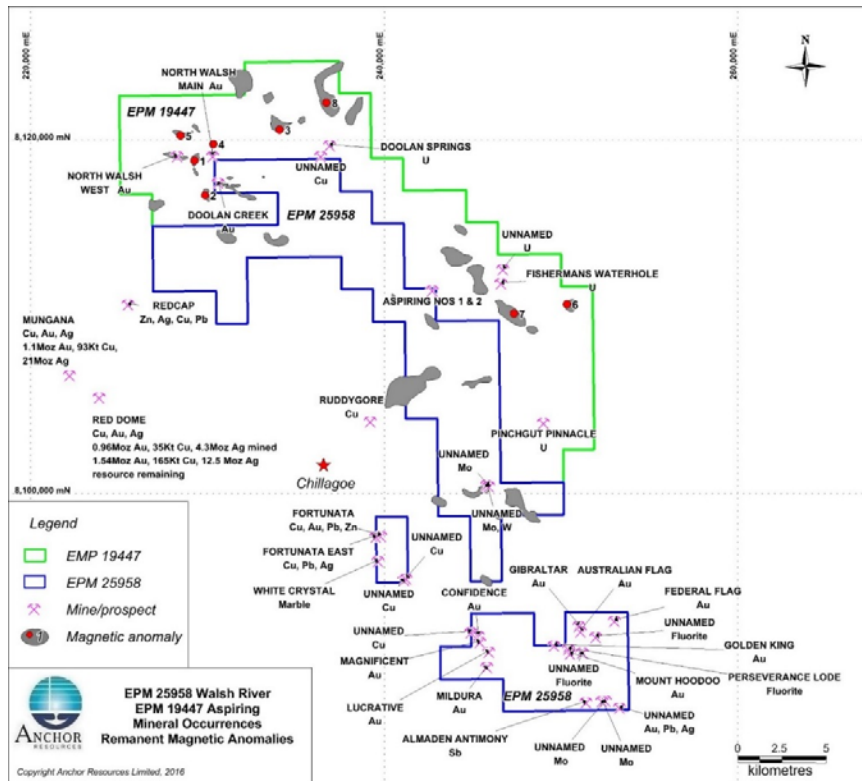 220,000 mE
240,000 mE
260,000 mE
N
NORTH WALSH
MAIN Au
EPM 19447
8
3
5
4
1
2
8,120,000 mN
DOOLAN SPRINGS
U
UNNAMED
Cu
NORTH WALSH
WEST Au
DOOLAN CREEK
Au
EPM 25958
UNNAMED
U
FISHERMANS WATERHOLE
U
ASPIRING NOS 1 & 2
6
7
REDCAP
Zn, Ag, Cu, Pb
MUNGANA
Cu, Au, Ag
1.1Moz Au, 93Kt Cu,
21Moz Ag
RUDDYGORE
Cu
RED DOME
Cu, Au, Ag
0.96Moz Au, 35Kt Cu, 4.3Moz Ag mined
1.54Moz Au, 165Kt Cu, 12.5 Moz Ag
resource remaining
PINCHGUT PINNACLE
U
UNNAMED
Mo
Chillagoe
8,100,000 mN
UNNAMED
Mo, W
FORTUNATA
Cu, Au, Pb, Zn
UNNAMED
Cu
FORTUNATA EAST
Cu, Pb, Ag
WHITE CRYSTAL
Marble
UNNAMED
Cu
CONFIDENCE
Au
GIBRALTAR
Au
AUSTRALIAN FLAG
Au
FEDERAL FLAG
Au
UNNAMED
Fluorite
UNNAMED
Cu
MAGNIFICENT
Au
GOLDEN KING
Au
PERSEVERANCE LODE
Fluorite
UNNAMED
Fluorite
MOUNT HOODOO
Au
LUCRATIVE
Au
MILDURA
Au
EPM 25958
ALMADEN ANTIMONY
Sb
UNNAMED
Mo
UNNAMED
Mo
UNNAMED
Au, Pb, Ag
Legend
EMP 19447
EPM 25958
Mine/prospect
1
Magnetic anomaly
ANCHOR
RESOURCES
EPM 25958 Walsh River
EPM 19447 Aspiring
Mineral Occurrences
Remanent Magnetic Anomalies
Copyright Anchor Resources Limited, 2016
0 2.5 5
kilometres